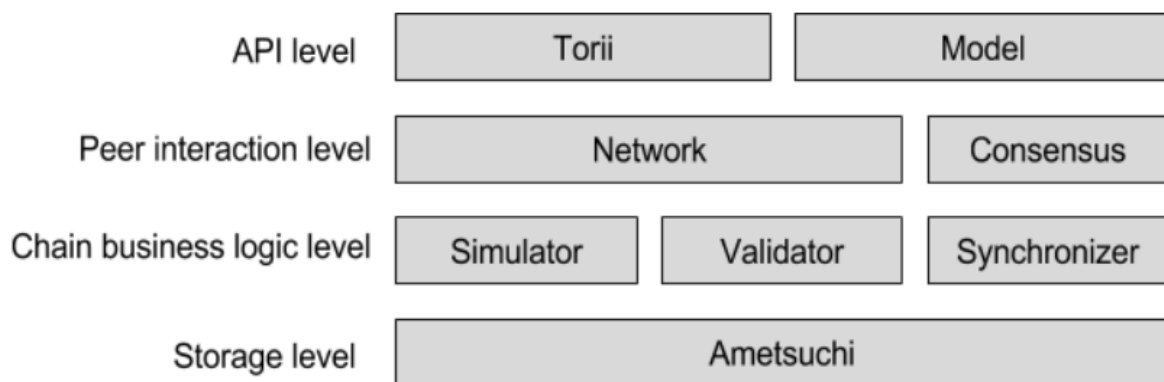 API level Torii Model
Peer interaction level Network Consensus
Chain business logic level Simulator Validator Synchronizer
Storage level Ametsuchi